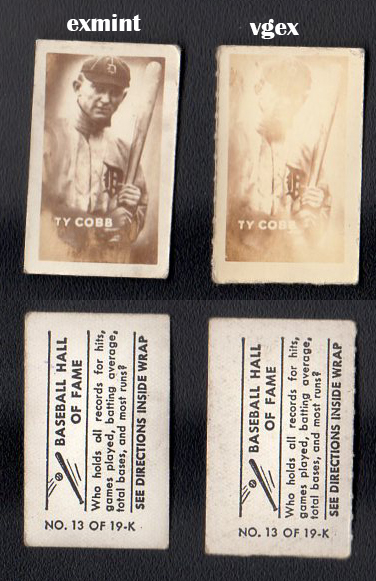 exmint
vgex
TY COBB
TY COBB
BASEBALL HALL
OF FAME
Who holds all records for hits,
games played, batting average,
total bases, and most runs?
SEE DIRECTIONS INSIDE WRAP
NO. 13 OF 19-K
BASEBALL HALL
OF FAME
Who holds all records for hits,
games played, batting average,
total bases, and most runs?
SEE DIRECTIONS INSIDE WRAP
NO. 13 OF 19-K